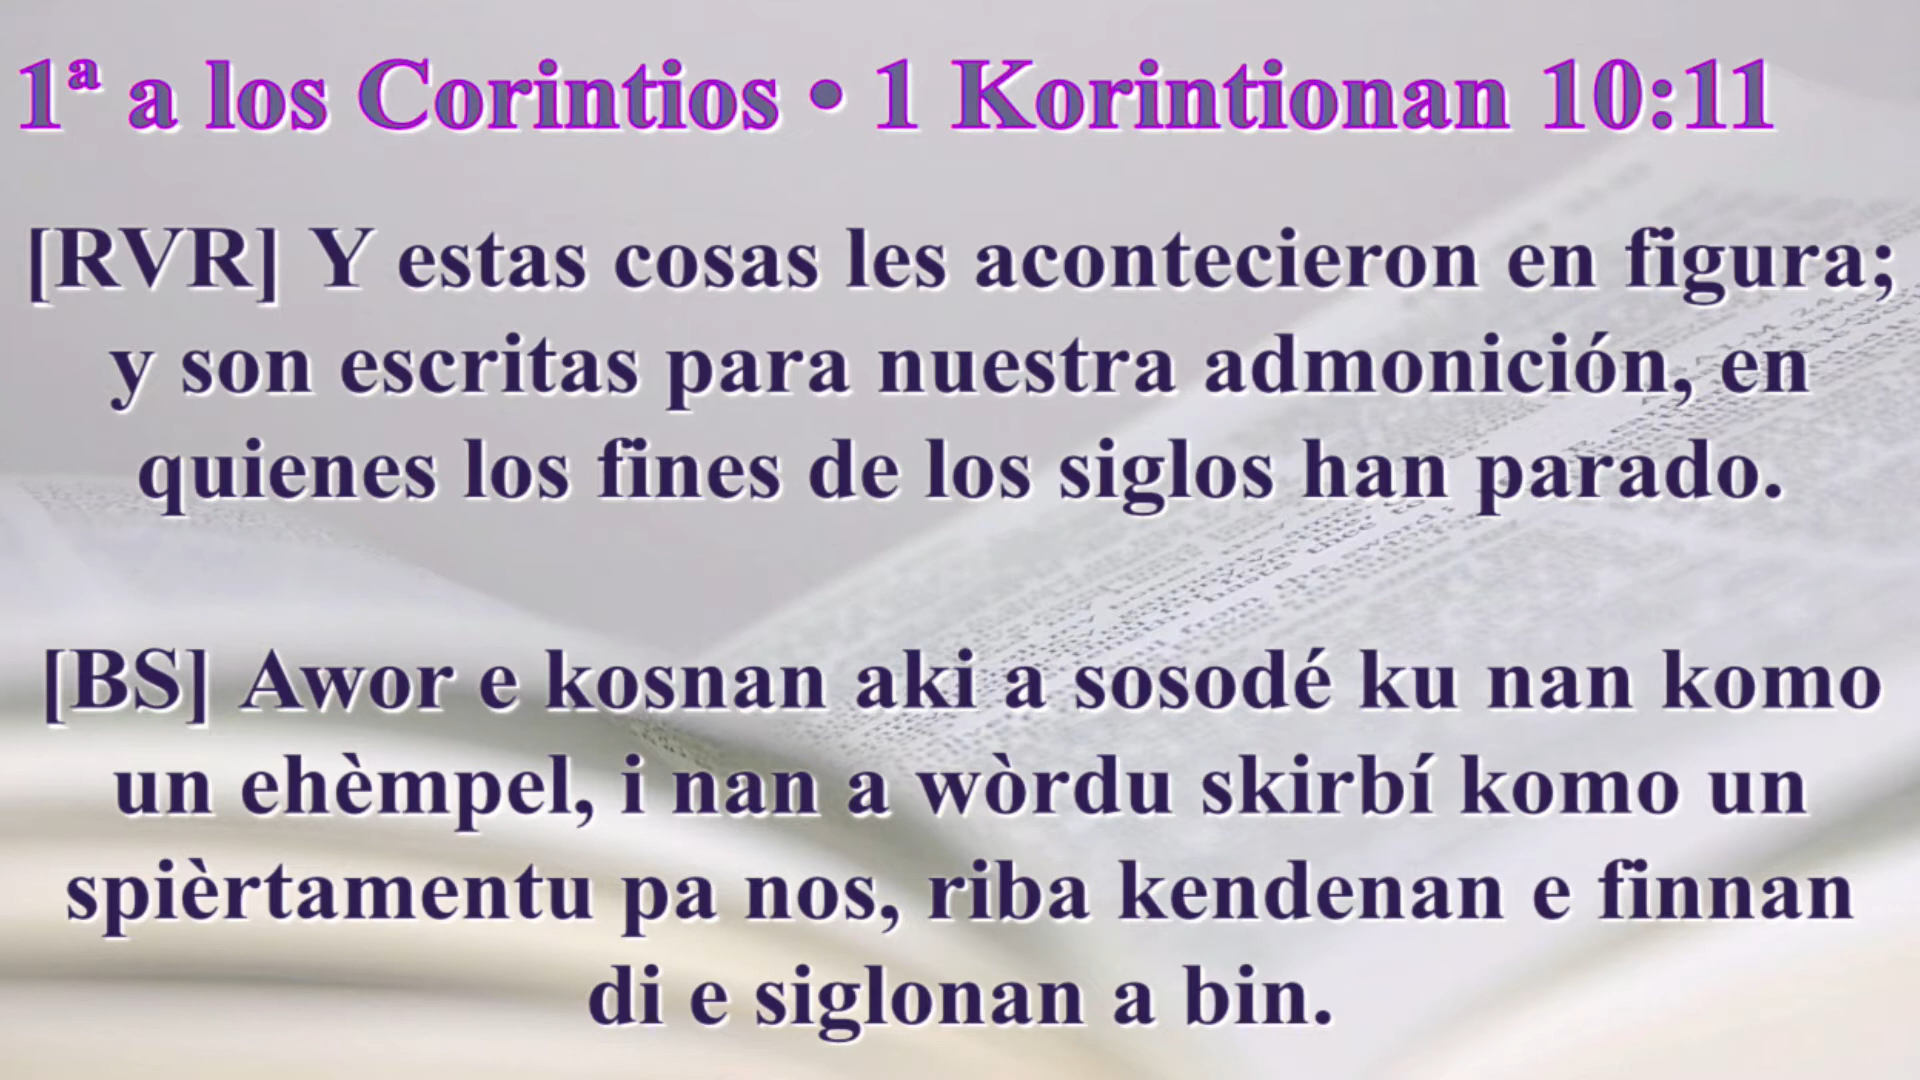 1ª a los Corintios • 1 Korintionan 10:11
[RVR] Y estas cosas les acontecieron en figura;
y son escritas para nuestra admonición, en
quienes los fines de los siglos han parado.
[BS] Awor e kosnan aki a sosodé ku nan komo
un ehèmpel, i nan a wòrdu skirbí komo un
spièrtamentu pa nos, riba kendenan e finnan
di e siglonan a bin.